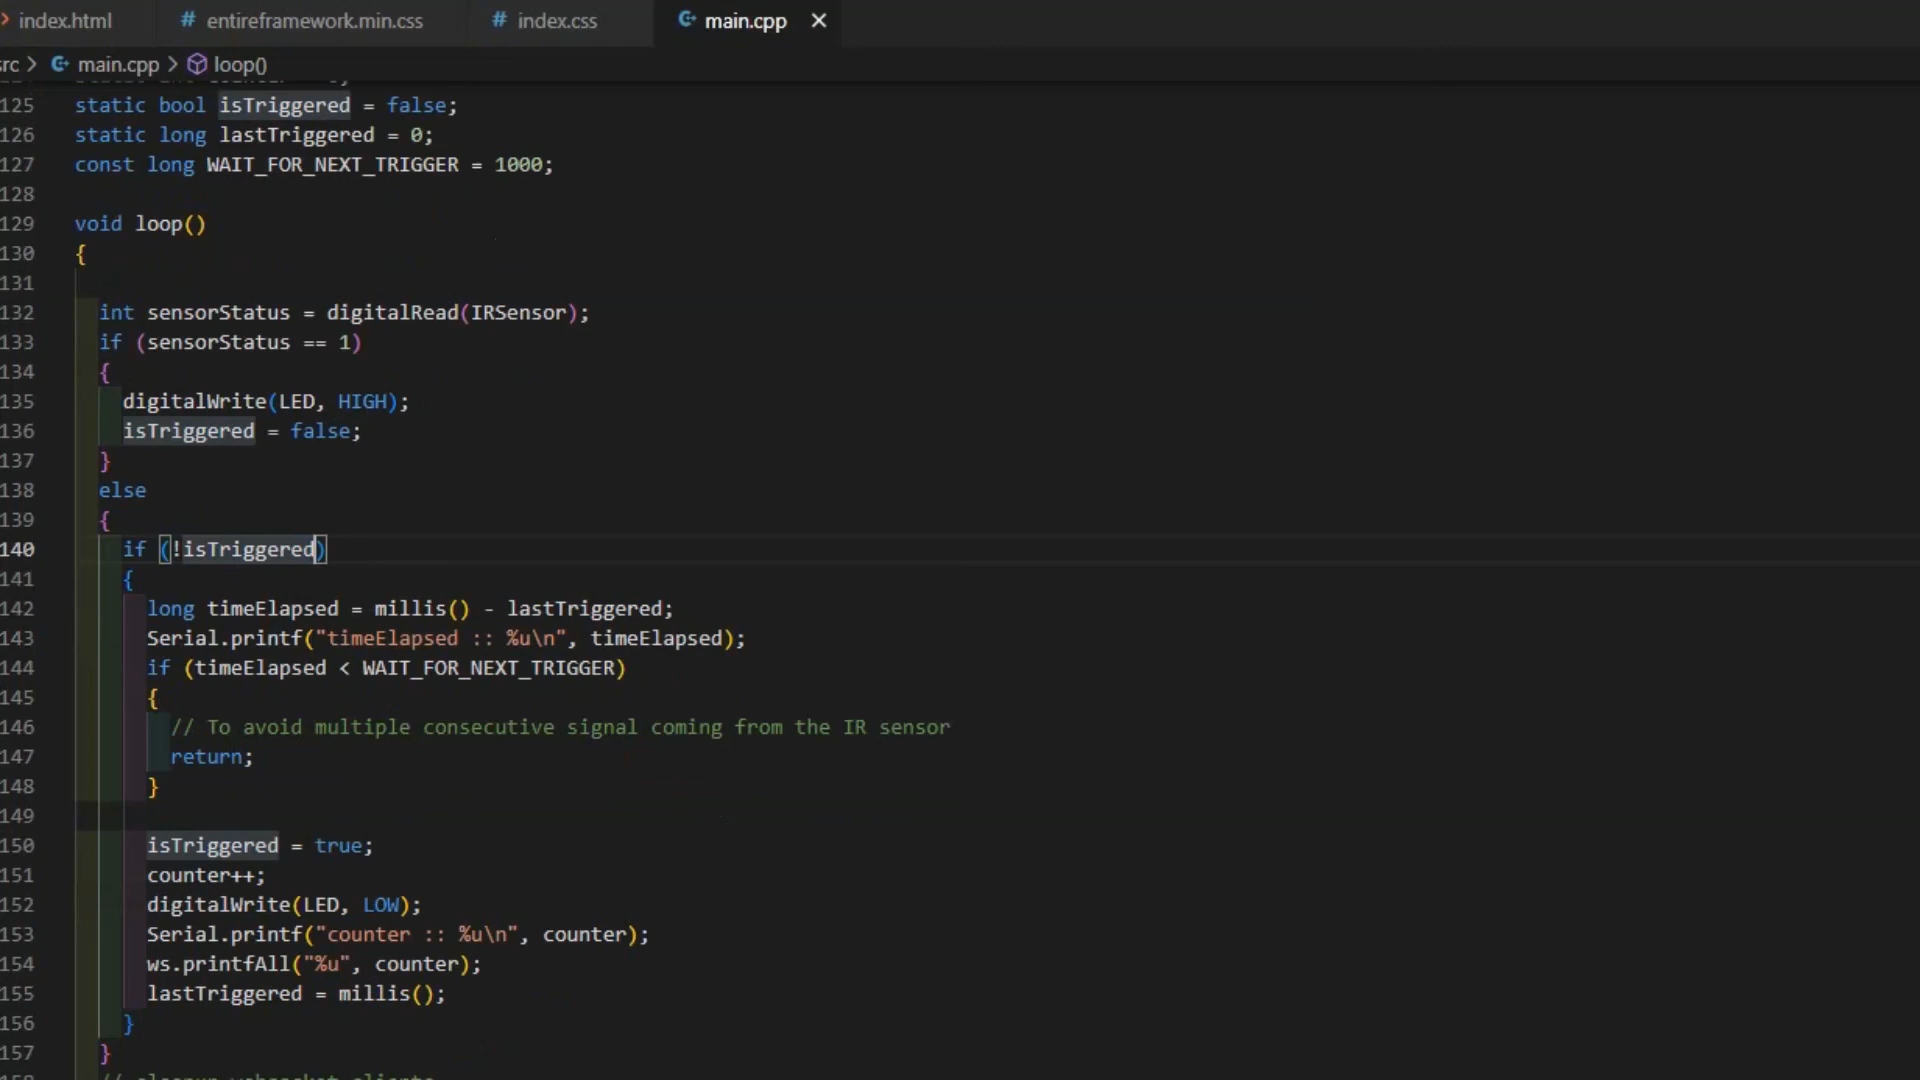 index.html # entireframework.min.css # index.css main.cpp
src > main.cpp > loop()
125 static bool isTriggered = false;
126 static long lastTriggered = 0;
127 const long WAIT_FOR_NEXT_TRIGGER = 1000;
128
129 void loop()
130 {
131
132 int sensorStatus = digitalRead(IRSensor);
133 if (sensorStatus == 1)
134 {
135 digitalWrite(LED, HIGH);
136 isTriggered = false;
137 }
138 else
139 {
140 if (!isTriggered)
141 {
142 long timeElapsed = millis() - lastTriggered;
143 Serial.printf("timeElapsed :: %u\n", timeElapsed);
144 if (timeElapsed < WAIT_FOR_NEXT_TRIGGER)
145 {
146 // To avoid multiple consecutive signal coming from the IR sensor
147 return;
148 }
149
150 isTriggered = true;
151 counter++;
152 digitalWrite(LED, LOW);
153 Serial.printf("counter :: %u\n", counter);
154 ws.printfAll("%u", counter);
155 lastTriggered = millis();
156 }
157 }